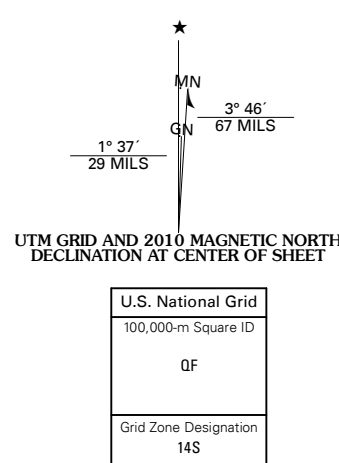 ★
MN
3° 46´
67 MILS
GN
1° 37´
29 MILS
UTM GRID AND 2010 MAGNETIC NORTH
DECLINATION AT CENTER OF SHEET
U.S. National Grid
100,000-m Square ID
QF
Grid Zone Designation
14S